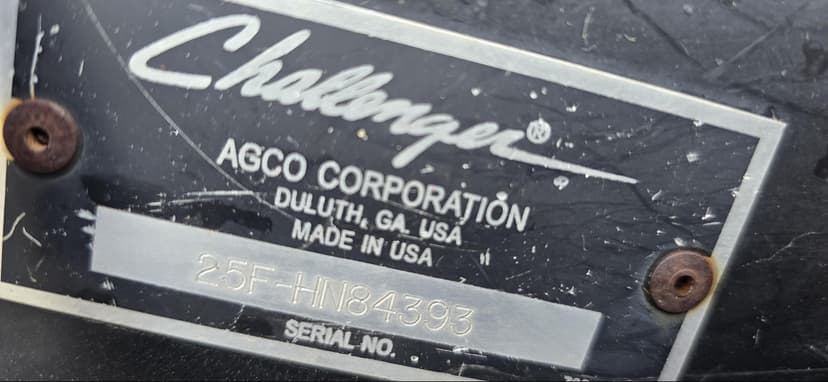 Challenger®
AGCO CORPORATION
DULUTH, GA USA
MADE IN USA
25F-HN84393
SERIAL NO.